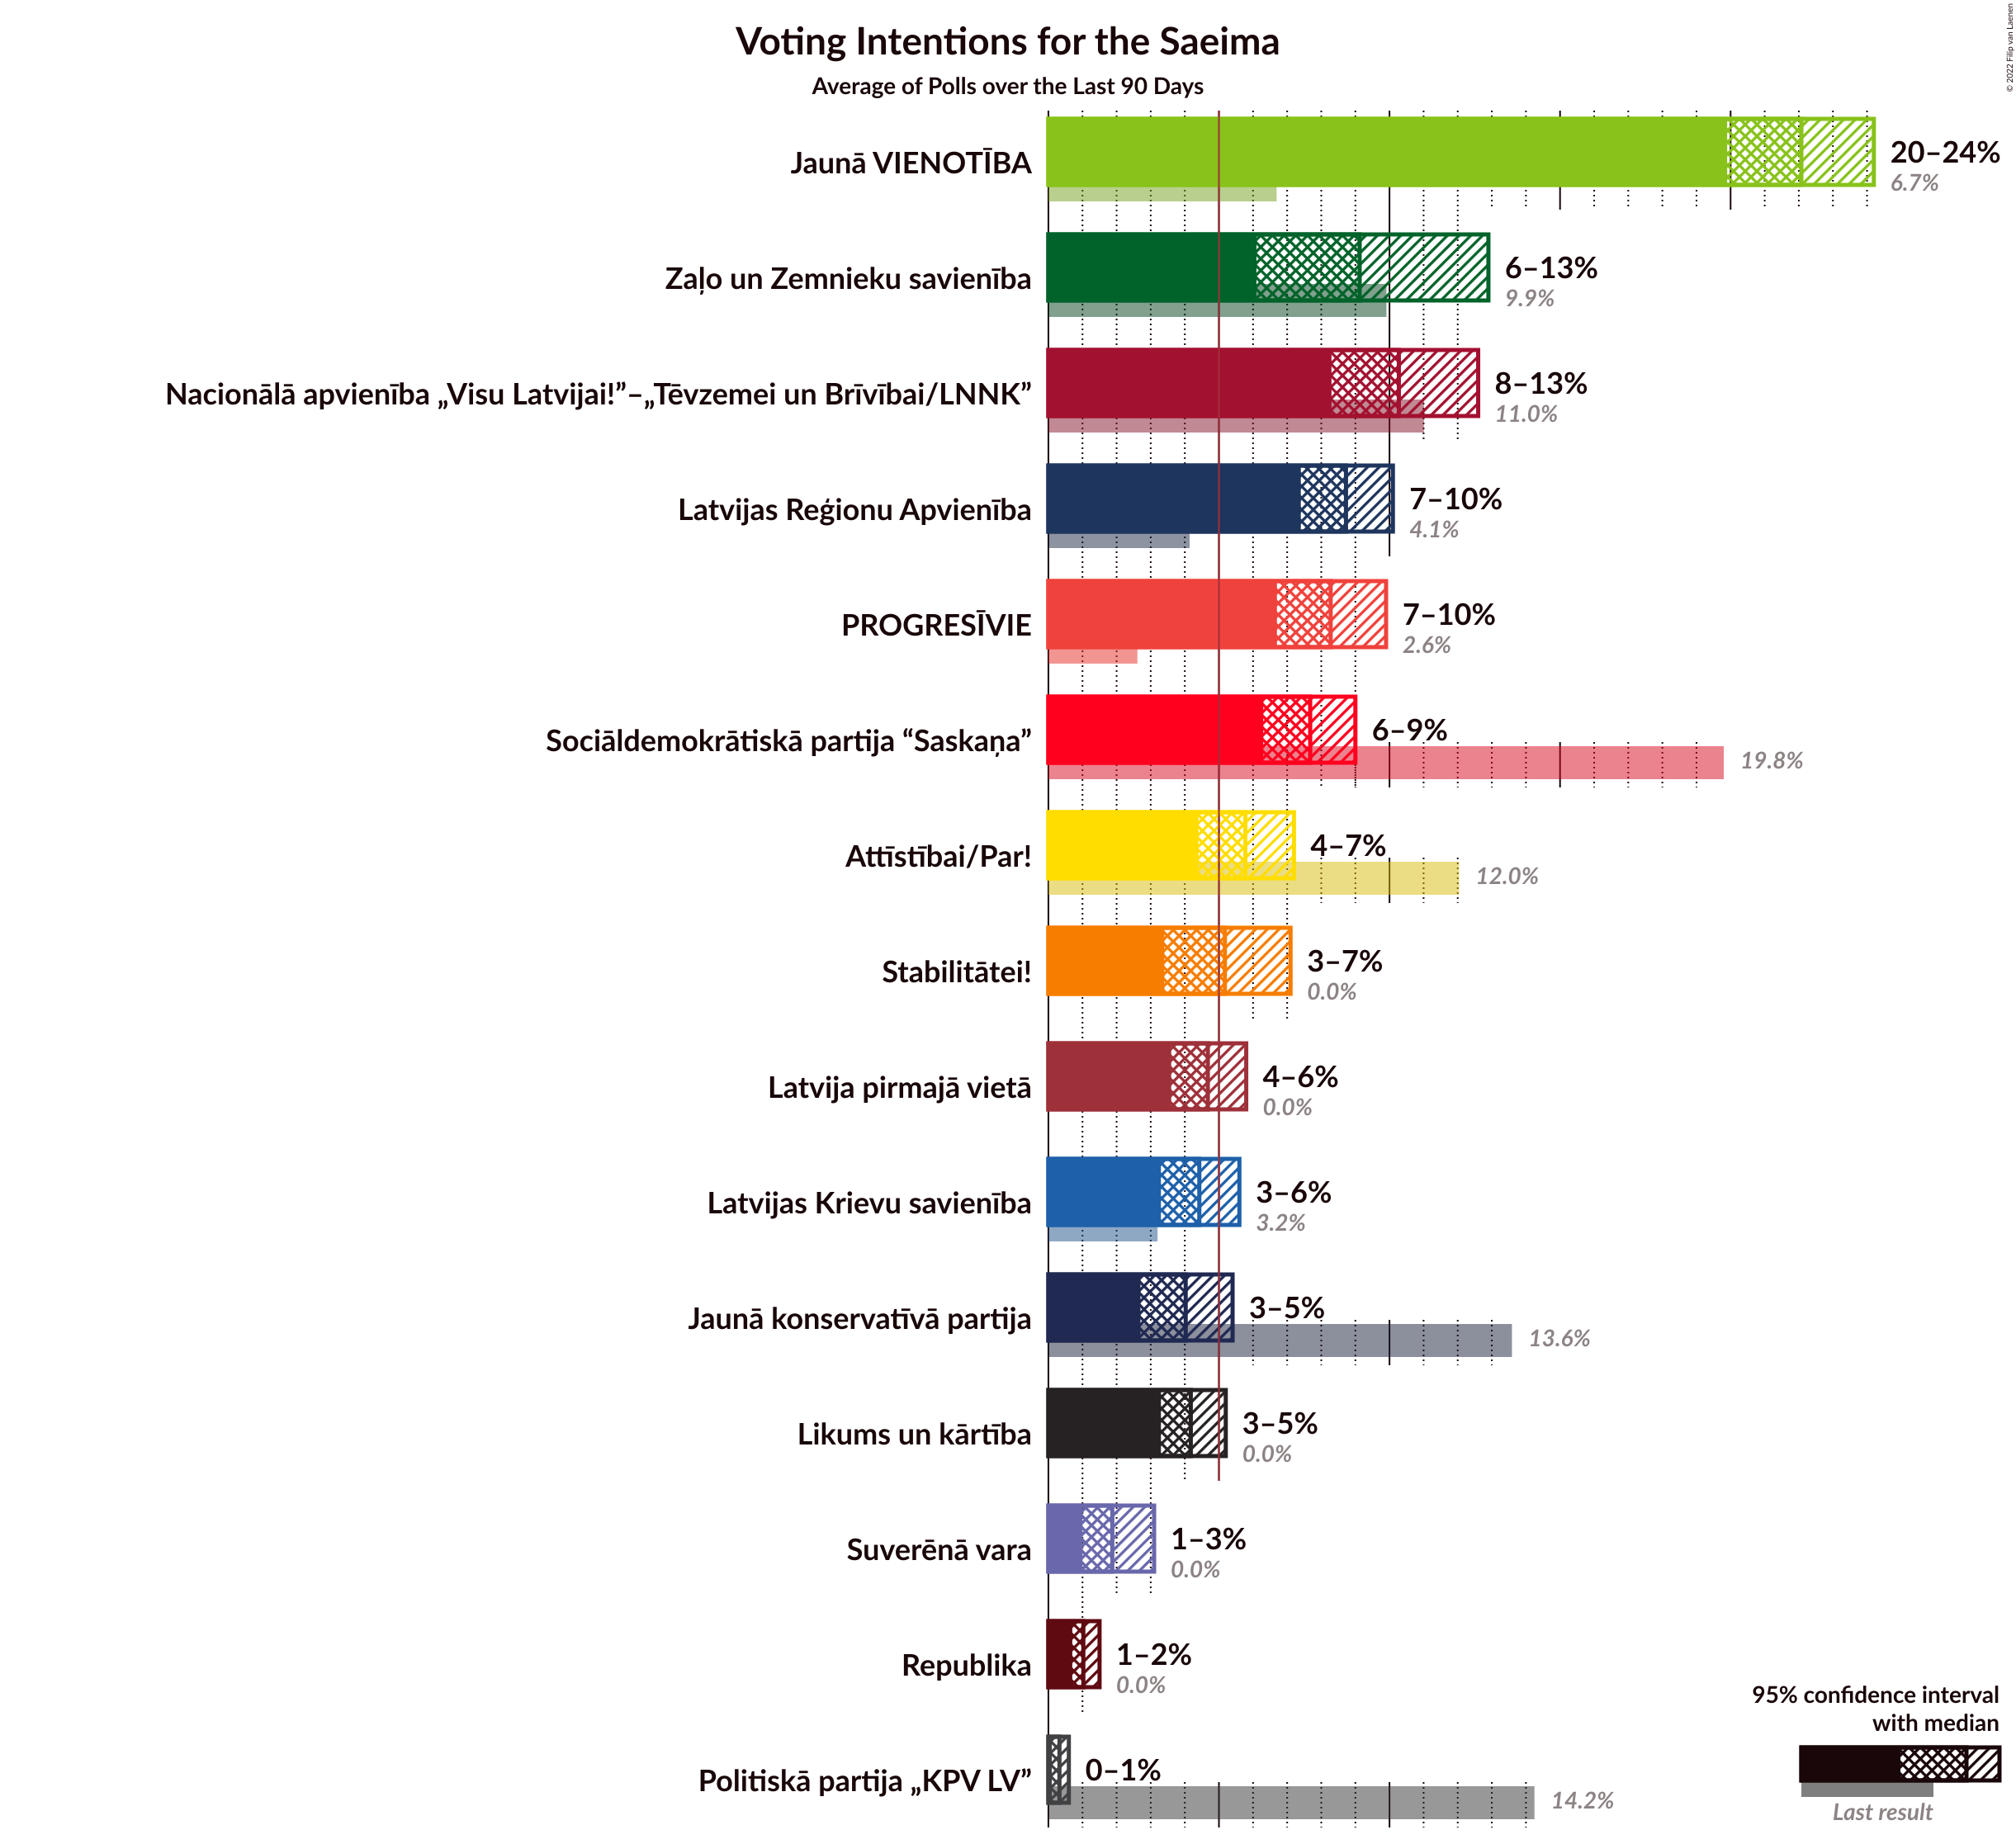 Voting Intentions for the Saeima
Average of Polls over the Last 90 Days
© 2022 Filip van Laenen
Jaunā VIENOTĪBA
20–24%
6.7%
Zaļo un Zemnieku savienība
6–13%
9.9%
Nacionālā apvienība „Visu Latvijai!”–„Tēvzemei un Brīvībai/LNNK”
8–13%
11.0%
Latvijas Reģionu Apvienība
7–10%
4.1%
PROGRESĪVIE
7–10%
2.6%
Sociāldemokrātiskā partija “Saskaņa”
6–9%
19.8%
Attīstībai/Par!
4–7%
12.0%
Stabilitātei!
3–7%
0.0%
Latvija pirmajā vietā
4–6%
0.0%
Latvijas Krievu savienība
3–6%
3.2%
Jaunā konservatīvā partija
3–5%
13.6%
Likums un kārtība
3–5%
0.0%
Suverēnā vara
1–3%
0.0%
Republika
1–2%
0.0%
Politiskā partija „KPV LV”
0–1%
14.2%
95% confidence interval
with median
Last result